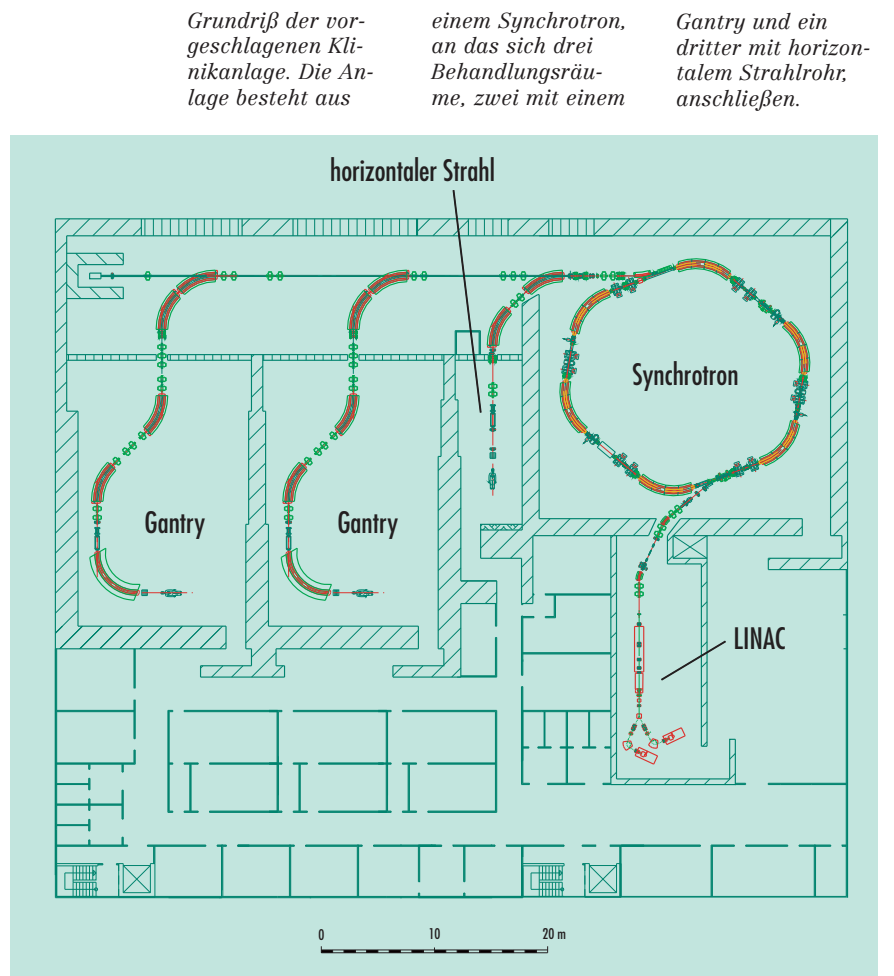 Grundriß der vor-
geschlagenen Kli-
nikanlage. Die An-
lage besteht aus
einem Synchrotron,
an das sich drei
Behandlungsräu-
me, zwei mit einem
Gantry und ein
dritter mit horizon-
talem Strahlrohr,
anschließen.
horizontaler Strahl
Synchrotron
Gantry
Gantry
LINAC
0 10 20 m